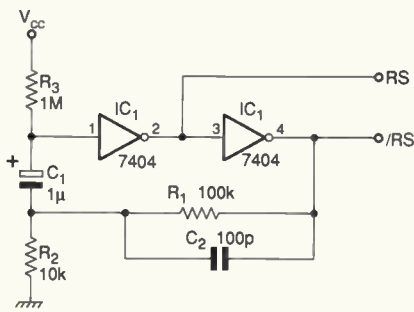 VCC
R3
1M
IC1
IC1
RS
1
2
3
4
/RS
7404
7404
+
C1
1µ
R1 100k
C2 100p
R2
10k